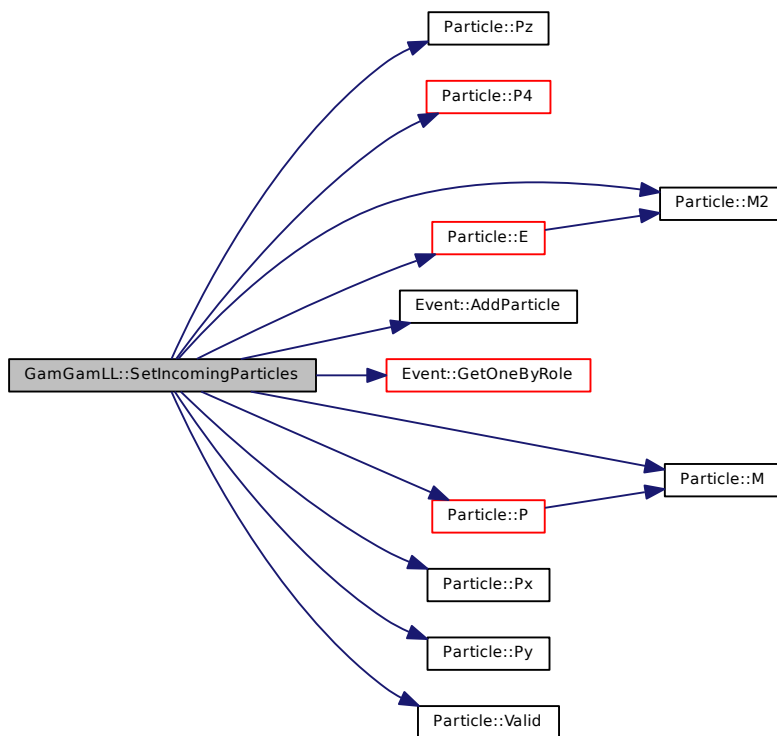 Particle::Pz
Particle::P4
Particle::M2
Particle::E
Event::AddParticle
GamGamLL::SetIncomingParticles
Event::GetOneByRole
Particle::M
Particle::P
Particle::Px
Particle::Py
Particle::Valid